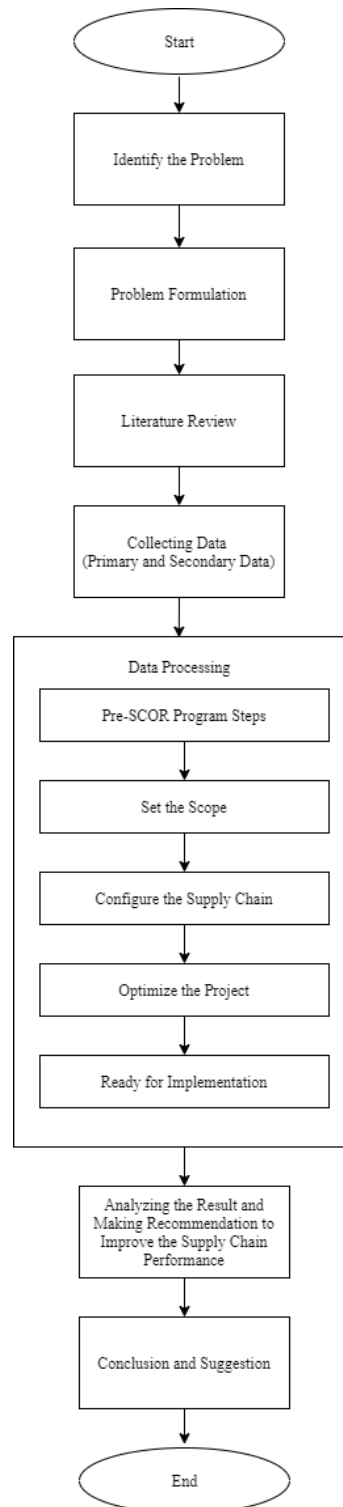 Start
Identify the Problem
Problem Formulation
Literature Review
Collecting Data
(Primary and Secondary Data)
Data Processing
Pre-SCOR Program Steps
Set the Scope
Configure the Supply Chain
Optimize the Project
Ready for Implementation
Analyzing the Result and
Making Recommendation to
Improve the Supply Chain
Performance
Conclusion and Suggestion
End